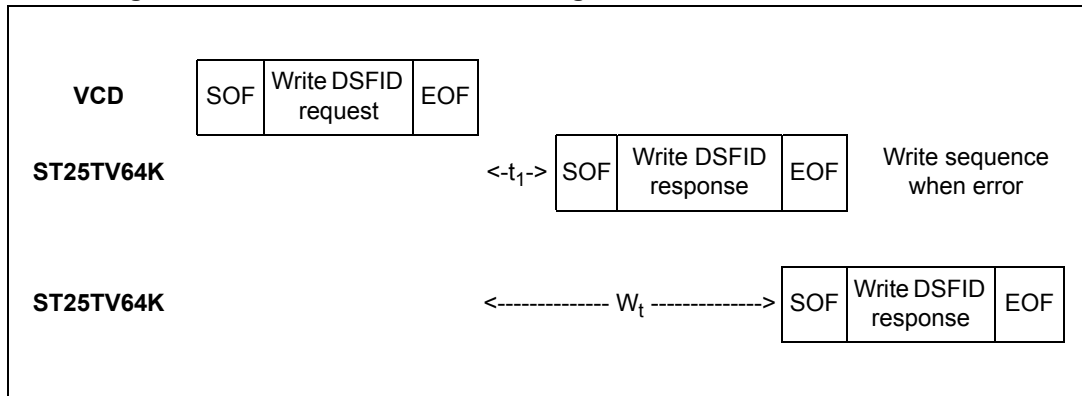 VCD
SOF
Write DSFID
request
EOF
ST25TV64K
<-t1->
SOF
Write DSFID
response
EOF
Write sequence
when error
ST25TV64K
<-------------- Wt -------------->
SOF
Write DSFID
response
EOF